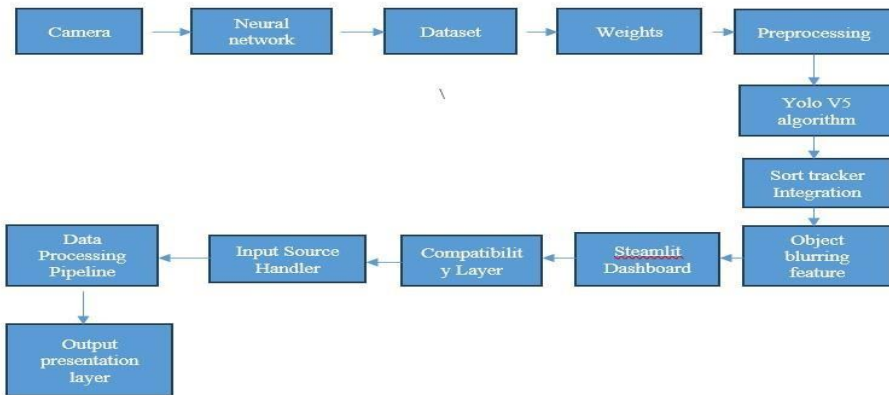 Camera
Neural
network
Dataset
Weights
Preprocessing
\
Yolo V5
algorithm
Sort tracker
Integration
Object
blurring
feature
Steamlit
Dashboard
Compatibilit
y Layer
Input Source
Handler
Data
Processing
Pipeline
Output
presentation
layer